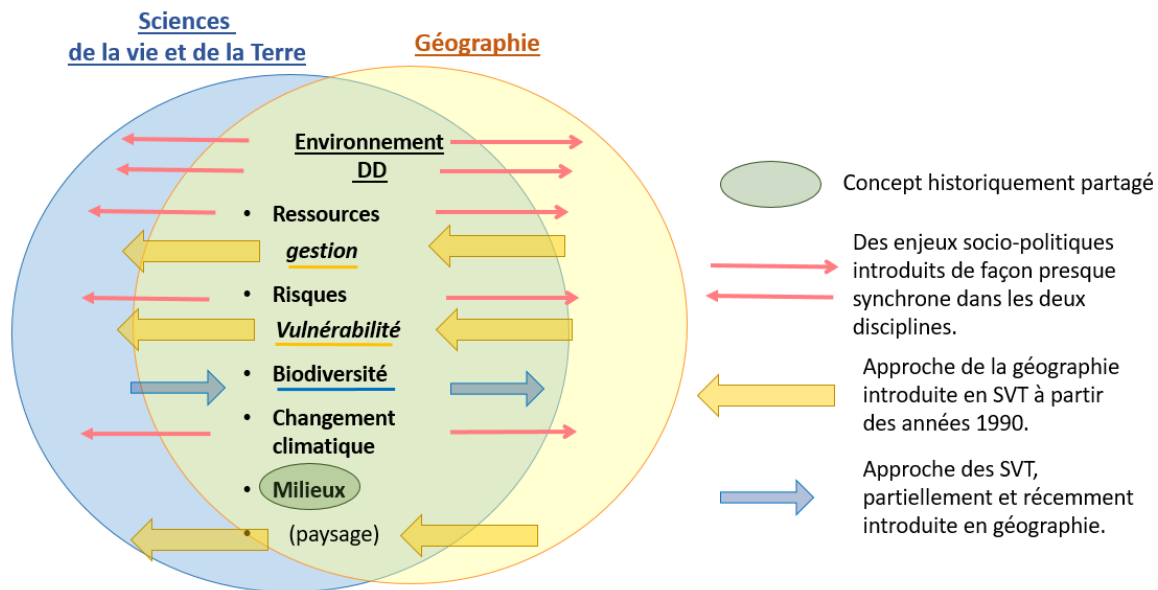 Sciences
de la vie et de la Terre
Géographie
Environnement
DD
• Ressources
gestion
• Risques
Vulnérabilité
• Biodiversité
• Changement
climatique
• Milieux
• (paysage)
Concept historiquement partagé
Des enjeux socio-politiques
introduits de façon presque
synchrone dans les deux
disciplines.
Approche de la géographie
introduite en SVT à partir
des années 1990.
Approche des SVT,
partiellement et récemment
introduite en géographie.